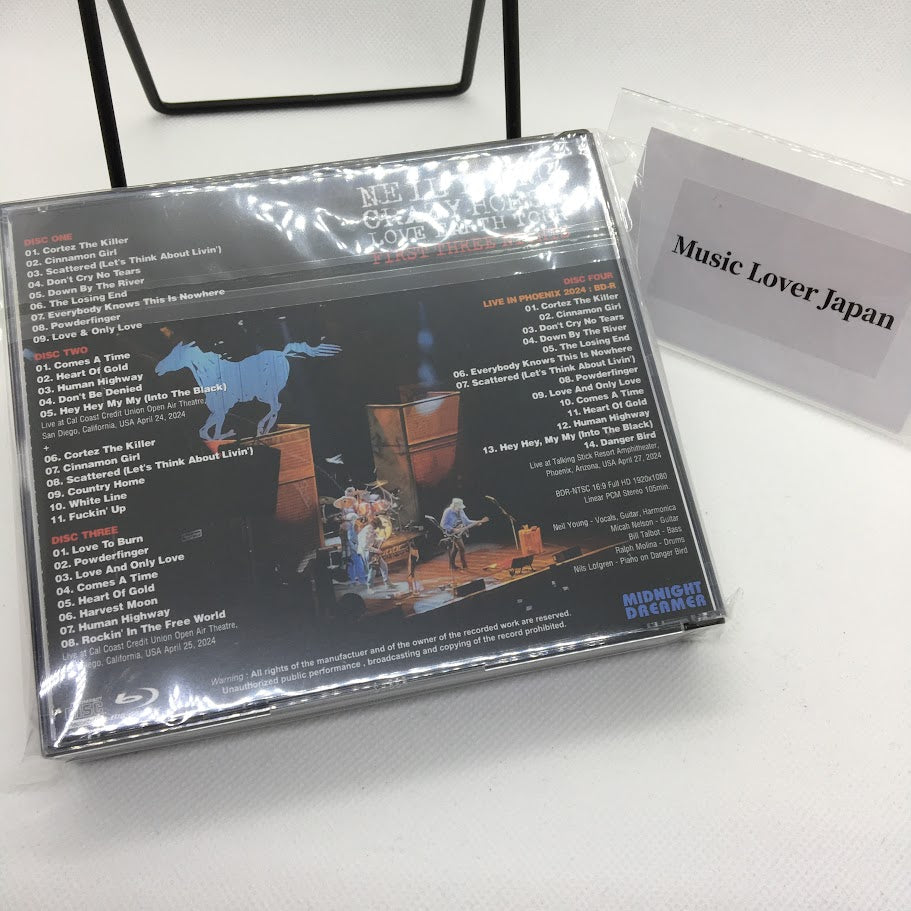 CRAZY HORSE
LOVE EARTH TOUR
FIRST THREE NIGHTS
DISC ONE
01. Cortez The Killer
02. Cinnamon Girl
03. Scattered (Let's Think About Livin')
04. Don't Cry No Tears
05. Down By The River
06. The Losing End
07. Everybody Knows This Is Nowhere
08. Powderfinger
09. Love & Only Love
DISC TWO
01. Comes A Time
02. Heart Of Gold
03. Human Highway
04. Don't Be Denied
05. Hey Hey My My (Into The Black)
Live at Cal Coast Credit Union Open Air Theatre,
San Diego, California, USA April 24, 2024
+
06. Cortez The Killer
07. Cinnamon Girl
08. Scattered (Let's Think About Livin')
09. Country Home
10. White Line
11. Fuckin' Up
DISC THREE
01. Love To Burn
02. Powderfinger
03. Love And Only Love
04. Comes A Time
05. Heart Of Gold
06. Harvest Moon
07. Human Highway
08. Rockin' In The Free World
Live at Cal Coast Credit Union Open Air Theatre,
Diego, California, USA April 25, 2024
DISC FOUR
LIVE IN PHOENIX 2024 : BD-R
01. Cortez The Killer
02. Cinnamon Girl
03. Don't Cry No Tears
04. Down By The River
05. The Losing End
06. Everybody Knows This Is Nowhere
07. Scattered (Let's Think About Livin')
08. Powderfinger
09. Love And Only Love
10. Comes A Time
11. Heart Of Gold
12. Human Highway
13. Hey Hey, My My (Into The Black)
14. Danger Bird
Live at Talking Stick Resort Amphitheater,
Phoenix, Arizona, USA April 27, 2024
BDR-NTSC 16:9 Full HD 1920x1080
Linear PCM Stereo 105min.
Neil Young - Vocals, Guitar, Harmonica
Micah Nelson - Guitar
Bill Talbot - Bass
Ralph Molina - Drums
Nils Lofgren - Piano on Danger Bird
MIDNIGHT
DREAMER
Warning : All rights of the manufactuer and of the owner of the recorded work are reserved.
Unauthorized public performance , broadcasting and copying of the record prohibited.
Music Lover Japan